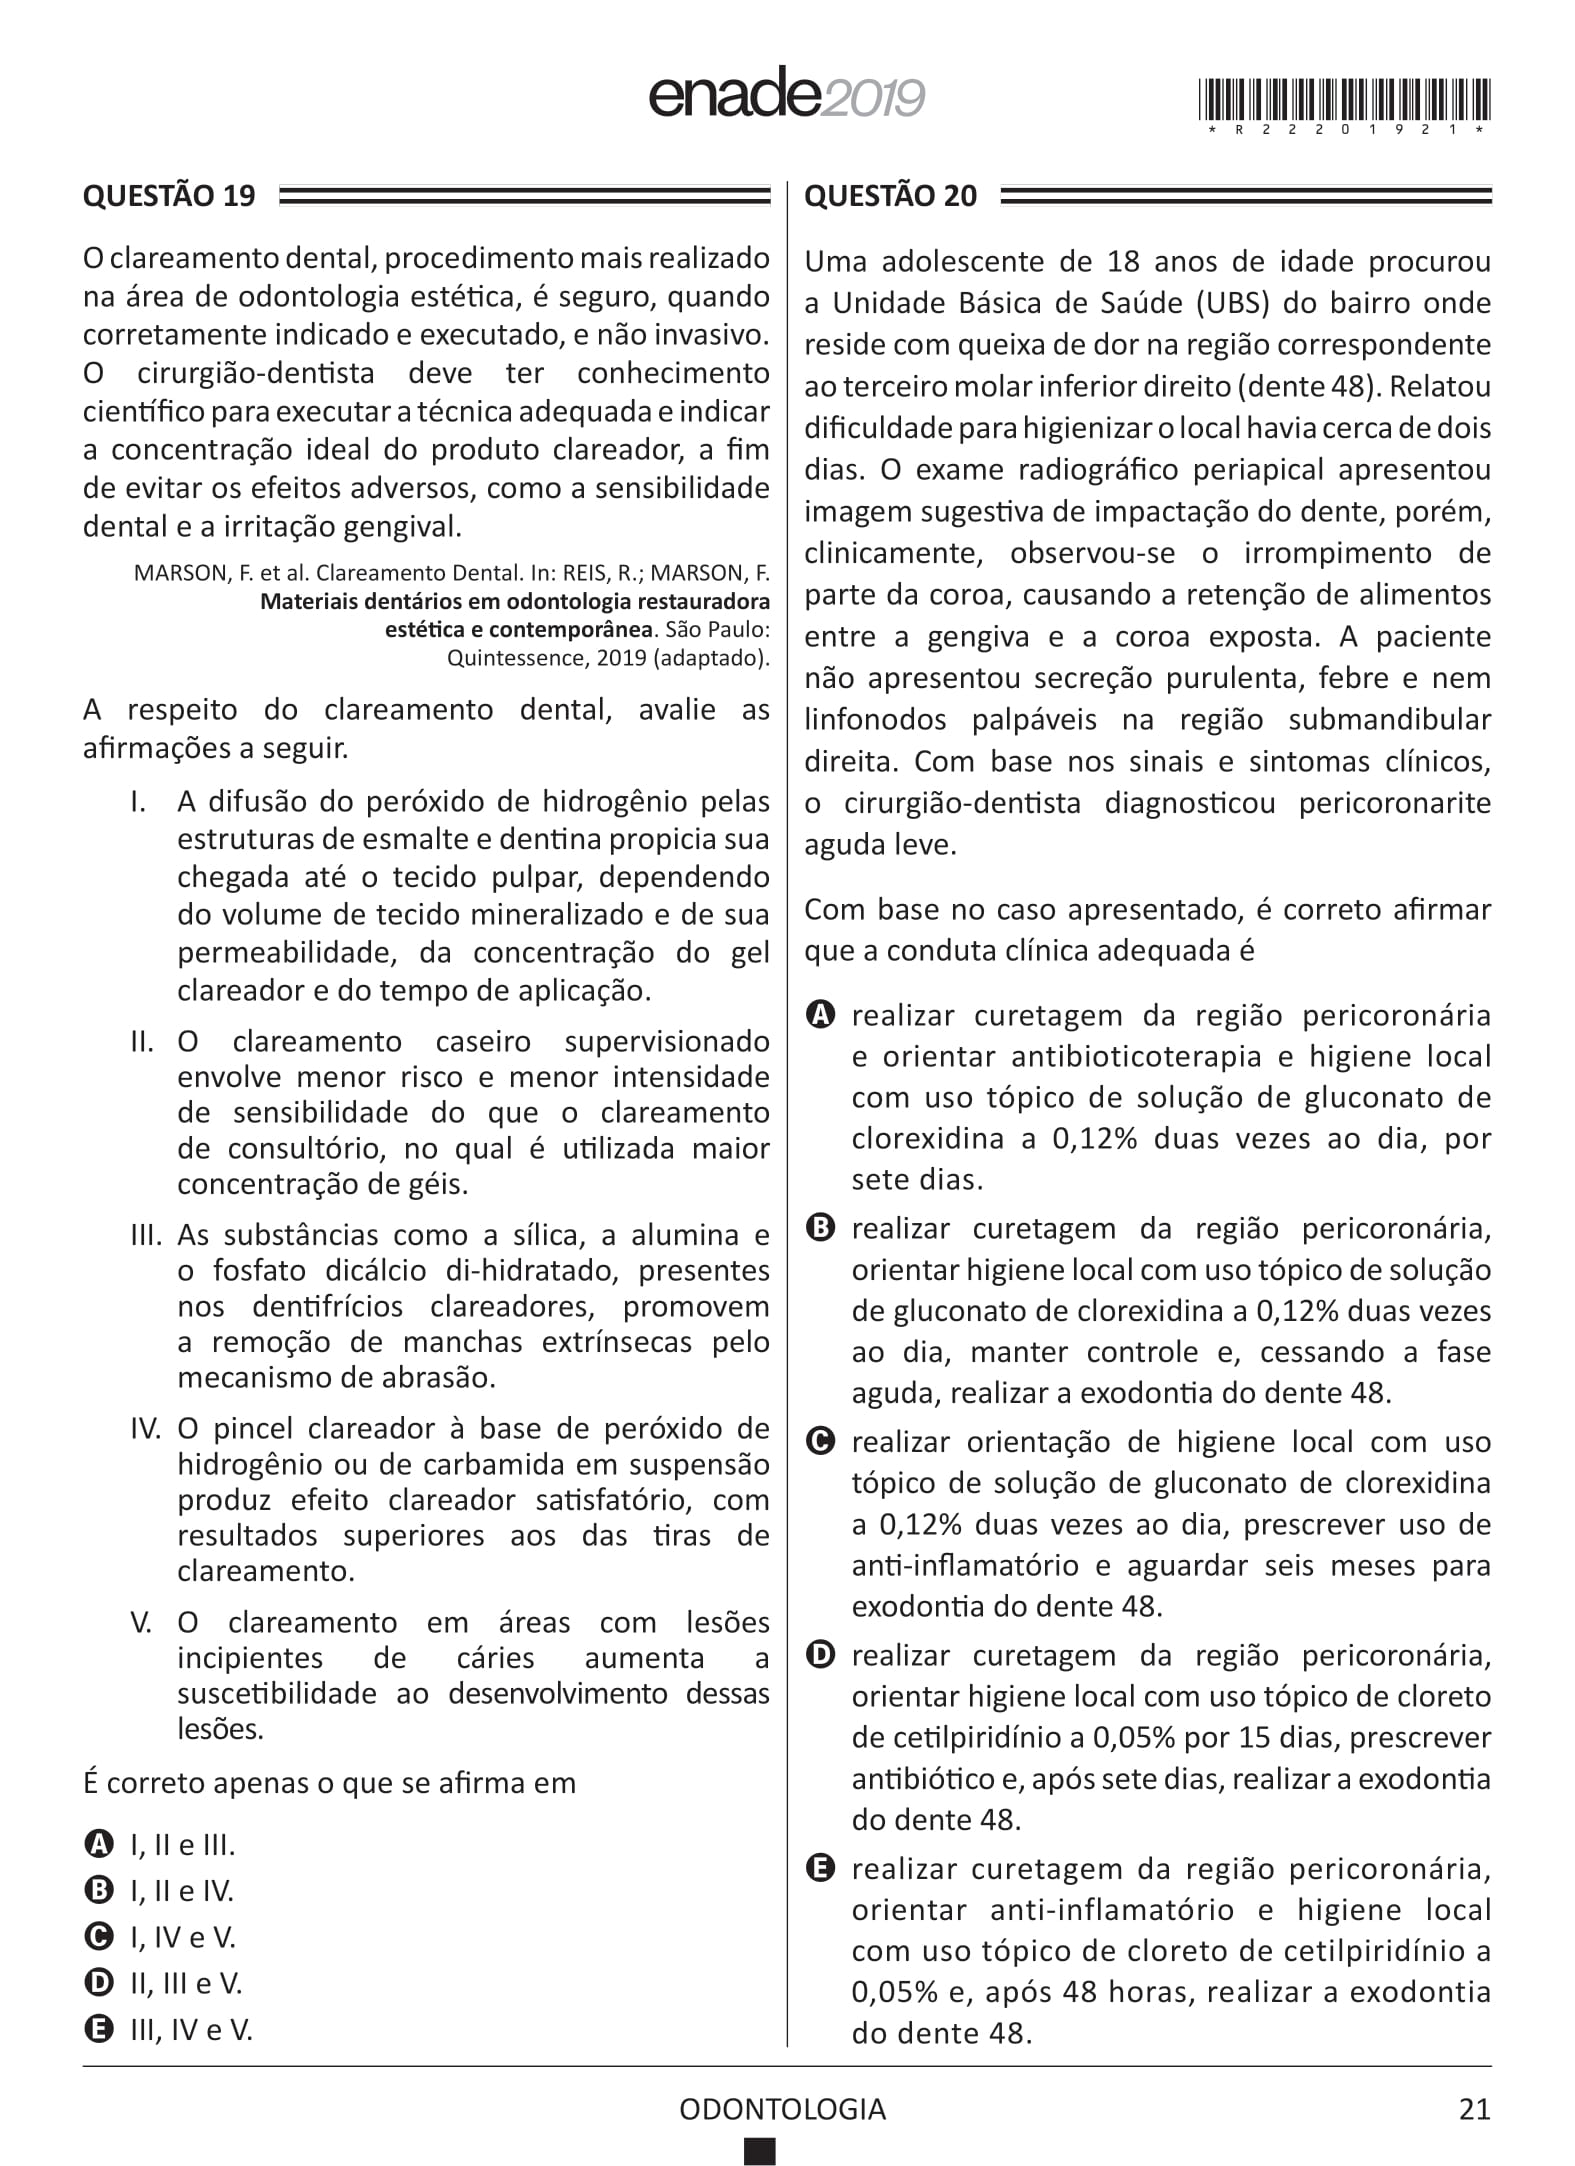 enade2019
*R22201921*
QUESTÃO 19
O clareamento dental, procedimento mais realizado
na área de odontologia estética, é seguro, quando
corretamente indicado e executado, e não invasivo.
O cirurgião-dentista deve ter conhecimento
científico para executar a técnica adequada e indicar
a concentração ideal do produto clareador, a fim
de evitar os efeitos adversos, como a sensibilidade
dental e a irritação gengival.
MARSON, F. et al. Clareamento Dental. In: REIS, R.; MARSON, F.
Materiais dentários em odontologia restauradora
estética e contemporânea. São Paulo:
Quintessence, 2019 (adaptado).
A respeito do clareamento dental, avalie as
afirmações a seguir.
I. A difusão do peróxido de hidrogênio pelas
estruturas de esmalte e dentina propicia sua
chegada até o tecido pulpar, dependendo
do volume de tecido mineralizado e de sua
permeabilidade, da concentração do gel
clareador e do tempo de aplicação.
II. O clareamento caseiro supervisionado
envolve menor risco e menor intensidade
de sensibilidade do que o clareamento
de consultório, no qual é utilizada maior
concentração de géis.
III. As substâncias como a sílica, a alumina e
o fosfato dicálcio di-hidratado, presentes
nos dentifrícios clareadores, promovem
a remoção de manchas extrínsecas pelo
mecanismo de abrasão.
IV. O pincel clareador à base de peróxido de
hidrogênio ou de carbamida em suspensão
produz efeito clareador satisfatório, com
resultados superiores aos das tiras de
clareamento.
V. O clareamento em áreas com lesões
incipientes de cáries aumenta a
suscetibilidade ao desenvolvimento dessas
lesões.
É correto apenas o que se afirma em
A I, II e III.
B I, II e IV.
C I, IV e V.
D II, III e V.
E III, IV e V.
QUESTÃO 20
Uma adolescente de 18 anos de idade procurou
a Unidade Básica de Saúde (UBS) do bairro onde
reside com queixa de dor na região correspondente
ao terceiro molar inferior direito (dente 48). Relatou
dificuldade para higienizar o local havia cerca de dois
dias. O exame radiográfico periapical apresentou
imagem sugestiva de impactação do dente, porém,
clinicamente, observou-se o irrompimento de
parte da coroa, causando a retenção de alimentos
entre a gengiva e a coroa exposta. A paciente
não apresentou secreção purulenta, febre e nem
linfonodos palpáveis na região submandibular
direita. Com base nos sinais e sintomas clínicos,
o cirurgião-dentista diagnosticou pericoronarite
aguda leve.
Com base no caso apresentado, é correto afirmar
que a conduta clínica adequada é
A realizar curetagem da região pericoronária
e orientar antibioticoterapia e higiene local
com uso tópico de solução de gluconato de
clorexidina a 0,12% duas vezes ao dia, por
sete dias.
B realizar curetagem da região pericoronária,
orientar higiene local com uso tópico de solução
de gluconato de clorexidina a 0,12% duas vezes
ao dia, manter controle e, cessando a fase
aguda, realizar a exodontia do dente 48.
C realizar orientação de higiene local com uso
tópico de solução de gluconato de clorexidina
a 0,12% duas vezes ao dia, prescrever uso de
anti-inflamatório e aguardar seis meses para
exodontia do dente 48.
D realizar curetagem da região pericoronária,
orientar higiene local com uso tópico de cloreto
de cetilpiridínio a 0,05% por 15 dias, prescrever
antibiótico e, após sete dias, realizar a exodontia
do dente 48.
E realizar curetagem da região pericoronária,
orientar anti-inflamatório e higiene local
com uso tópico de cloreto de cetilpiridínio a
0,05% e, após 48 horas, realizar a exodontia
do dente 48.
ODONTOLOGIA
21